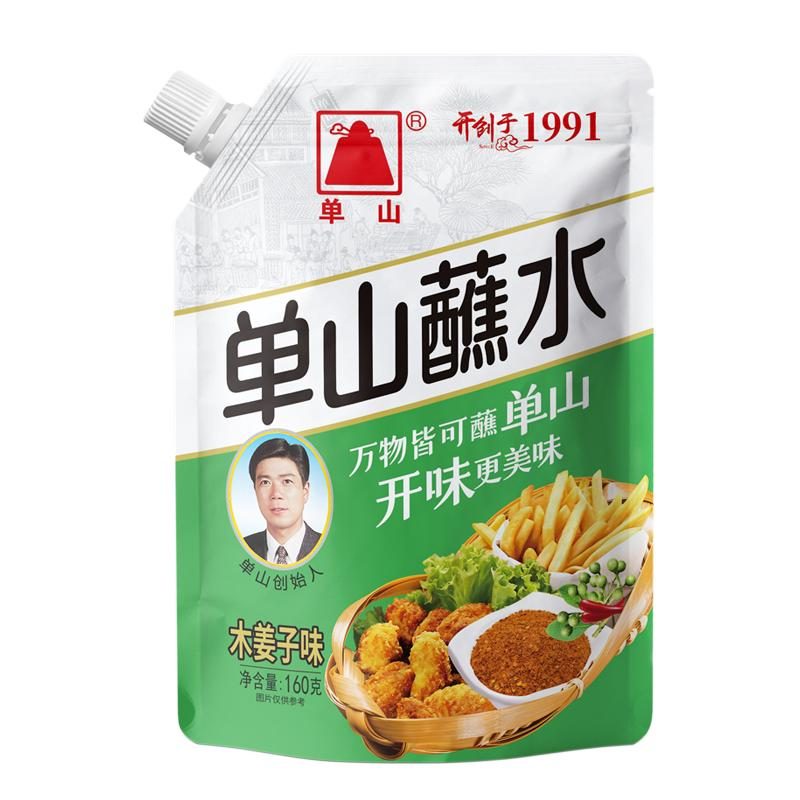 ®
开创于1991
单山
单山蘸水
万物皆可蘸单山
开味更美味
单山创始人
木姜子味
净含量:160克
图片仅供参考